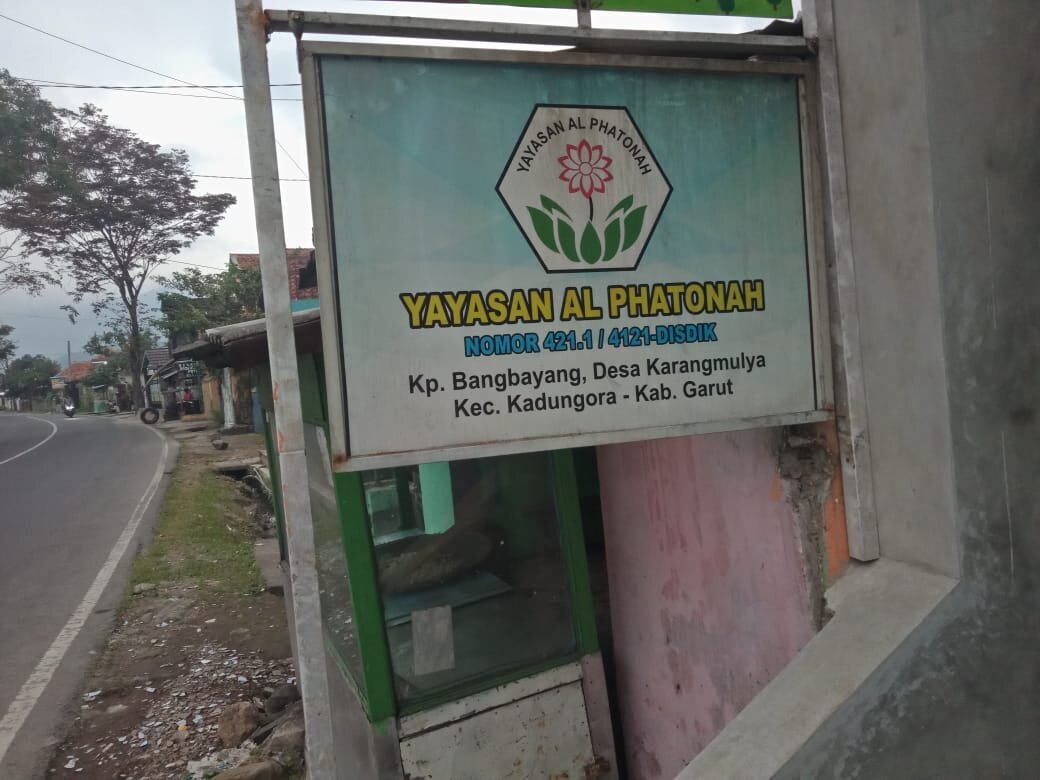 YAYASAN AL PHATONAH
YAYASAN AL PHATONAH
NOMOR 421.1 / 4121-DISDIK
Kp. Bangbayang, Desa Karangmulya
Kec. Kadungora - Kab. Garut